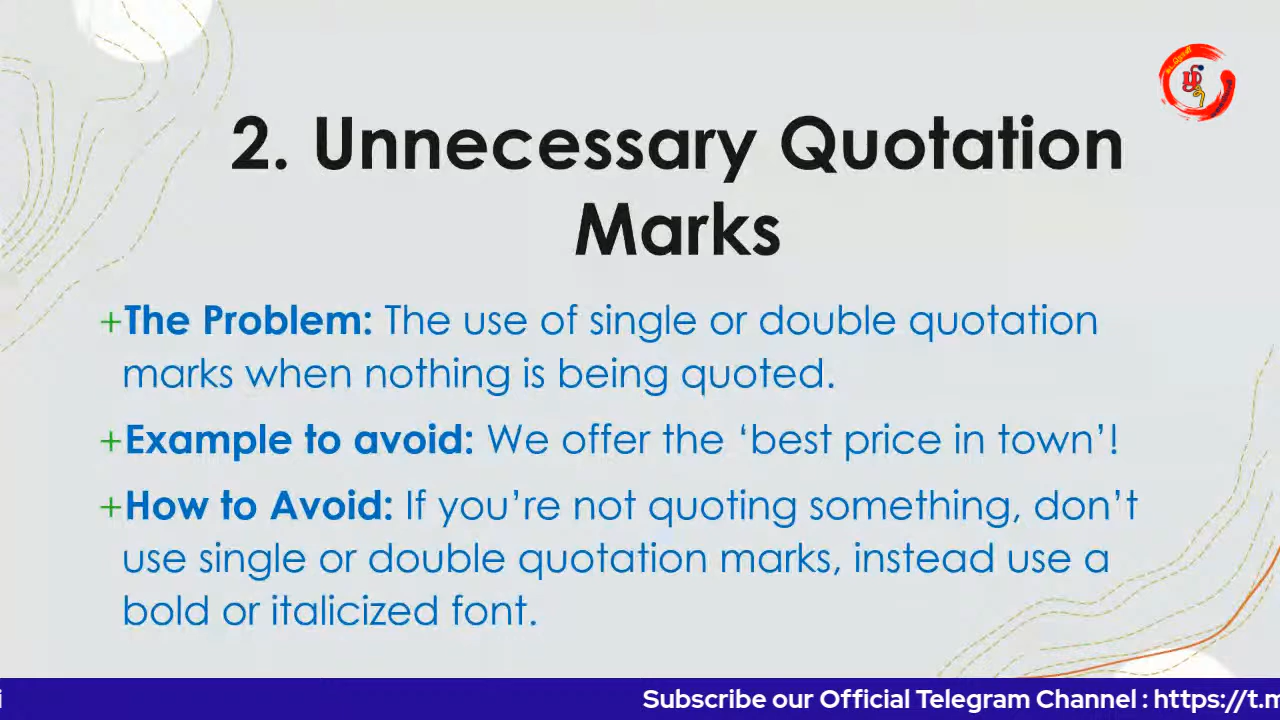 2. Unnecessary Quotation
Marks
+The Problem: The use of single or double quotation
marks when nothing is being quoted.
+Example to avoid: We offer the ‘best price in town’!
+How to Avoid: If you’re not quoting something, don’t
use single or double quotation marks, instead use a
bold or italicized font.
i Subscribe our Official Telegram Channel : https://t.m